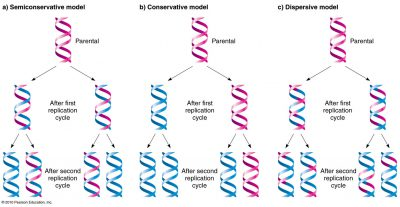 a) Semiconservative model
Parental
After first
replication
cycle
After second
replication
cycle
b) Conservative model
Parental
After first
replication
cycle
After second
replication
cycle
c) Dispersive model
Parental
After first
replication
cycle
After second
replication
cycle
© 2010 Pearson Education, Inc.